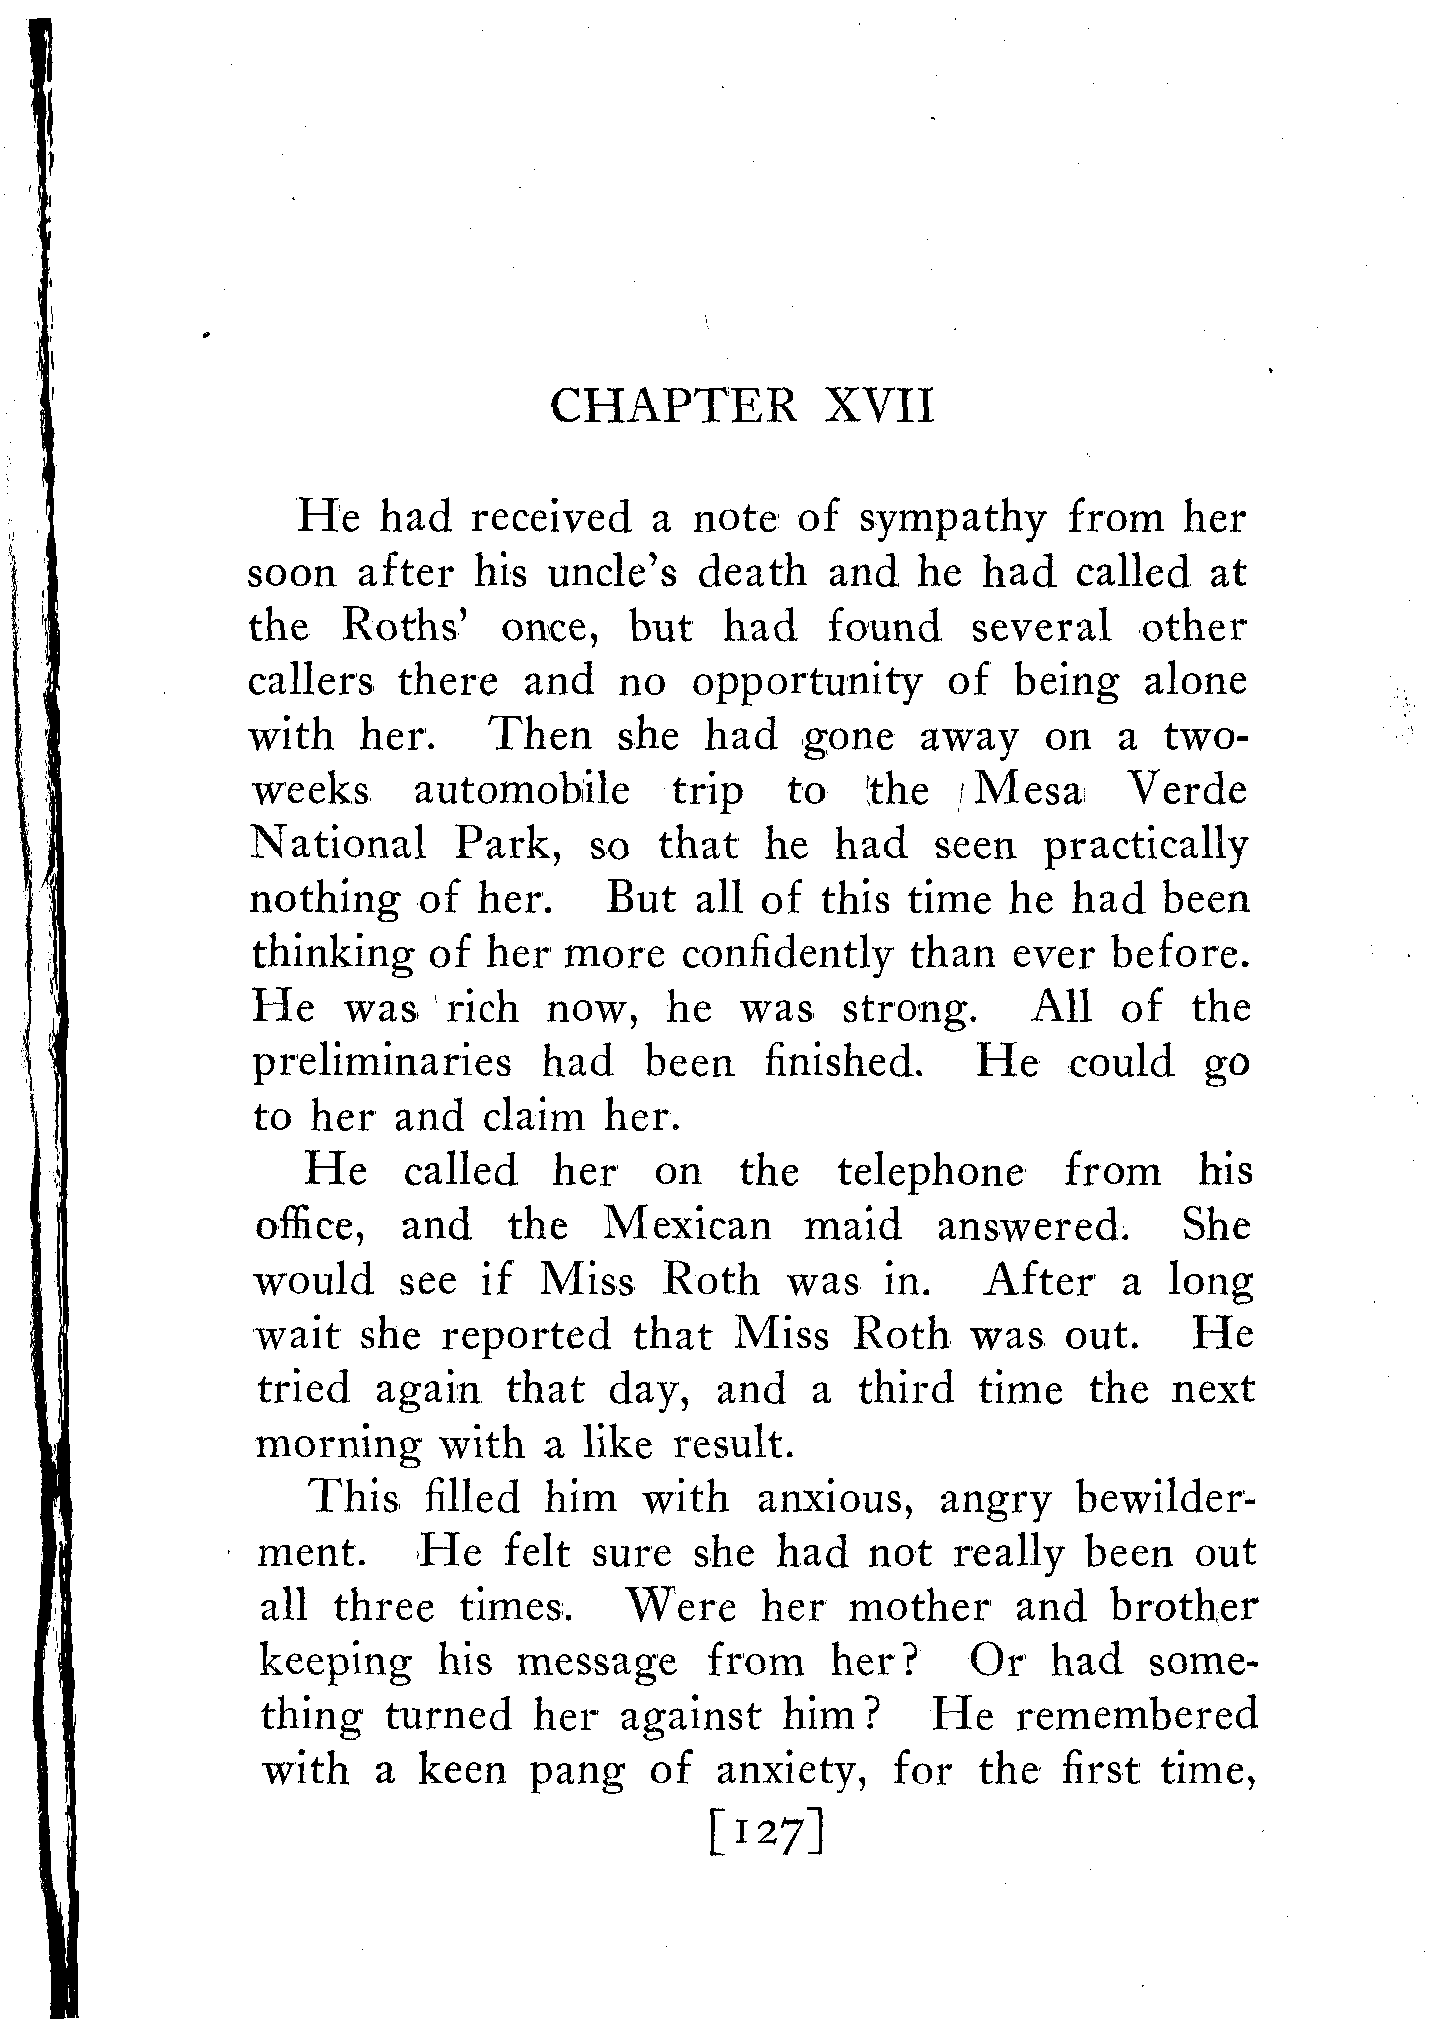 CHAPTER XVII
He had received a note of sympathy from her
soon after his uncle's death and he had called at
the Roths' once, but had found several other
callers there and no opportunity of being alone
with her. Then she had gone away on a two-
weeks automobile trip to the Mesa Verde
National Park, so that he had seen practically
nothing of her. But all of this time he had been
thinking of her more confidently than ever before.
He was rich now, he was strong. All of the
preliminaries had been finished. He could go
to her and claim her.
He called her on the telephone from his
office, and the Mexican maid answered. She
would see if Miss Roth was in. After a long
wait she reported that Miss Roth was out. He
tried again that day, and a third time the next
morning with a like result.
This filled him with anxious, angry bewilder-
ment. He felt sure she had not really been out
all three times. Were her mother and brother
keeping his message from her? Or had some-
thing turned her against him? He remembered
with a keen pang of anxiety, for the first time,
[127]